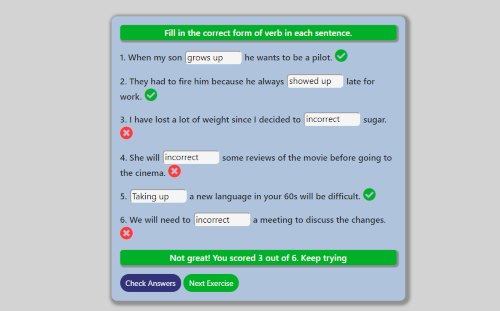 Fill in the correct form of verb in each sentence.
1. When my son grows up he wants to be a pilot.
2. They had to fire him because he always showed up late for
work.
3. I have lost a lot of weight since I decided to incorrect sugar.
4. She will incorrect some reviews of the movie before going to
the cinema.
5. Taking up a new language in your 60s will be difficult.
6. We will need to incorrect a meeting to discuss the changes.
Not great! You scored 3 out of 6. Keep trying
Check Answers Next Exercise